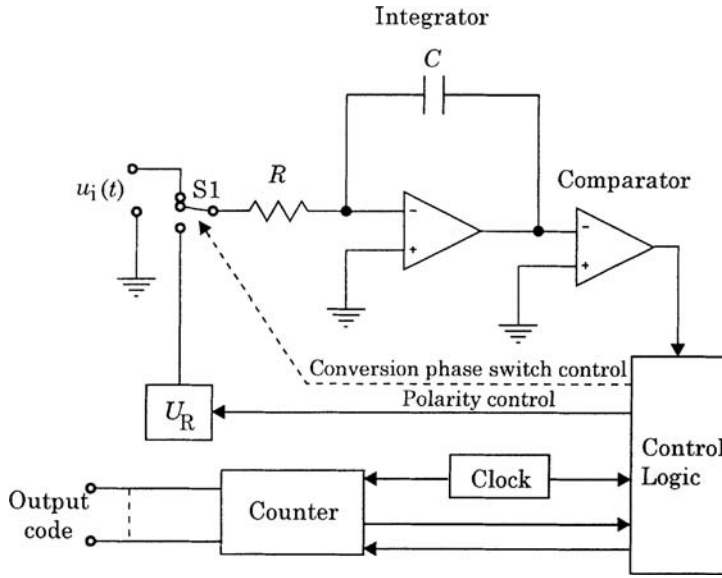 Integrator
C
u_i(t)
S1
R
Comparator
-
+
-
+
Conversion phase switch control
Polarity control
U_R
Control
Logic
Clock
Output
code
Counter